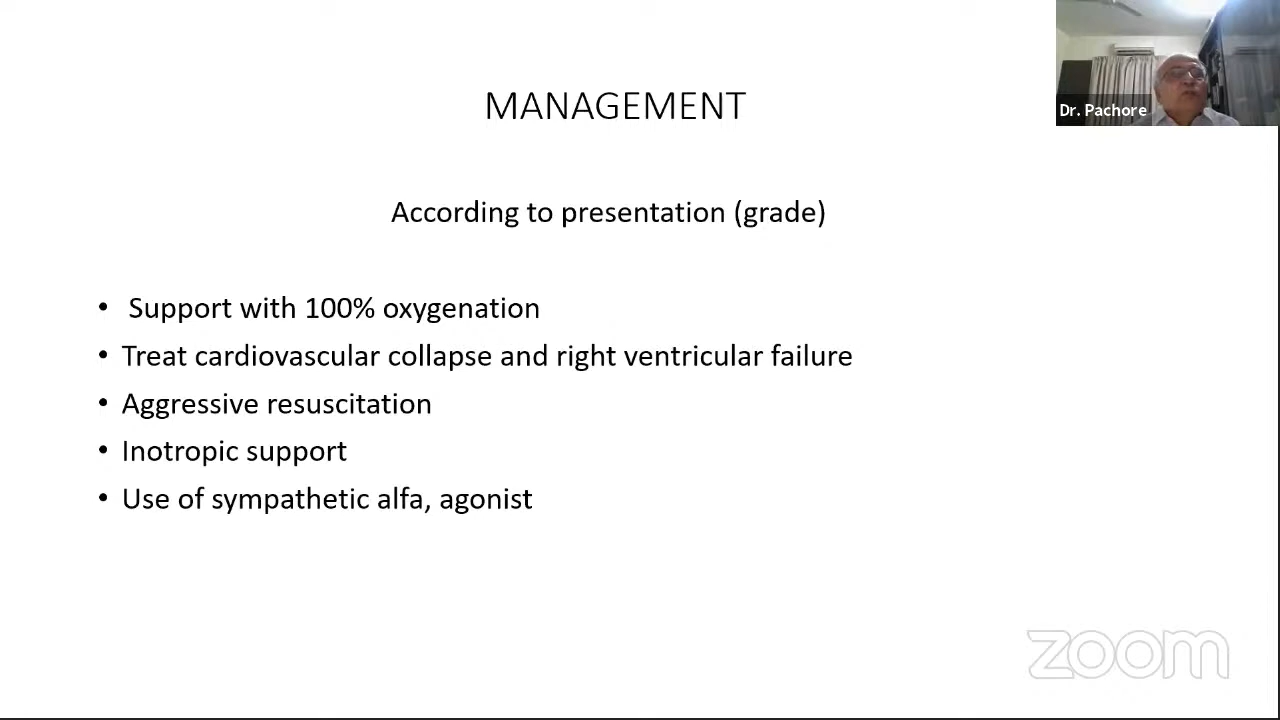 MANAGEMENT
Dr. Pachore
According to presentation (grade)
• Support with 100% oxygenation
• Treat cardiovascular collapse and right ventricular failure
• Aggressive resuscitation
• Inotropic support
• Use of sympathetic alfa, agonist
zoom